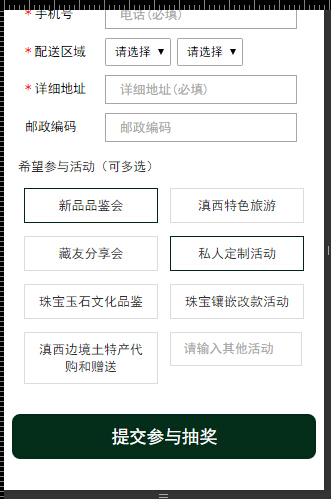 * 手机号 电话(必填)
* 配送区域 请选择 ▼ 请选择 ▼
* 详细地址 详细地址(必填)
邮政编码 邮政编码
希望参与活动（可多选）
新品品鉴会 滇西特色旅游
藏友分享会 私人定制活动
珠宝玉石文化品鉴 珠宝镶嵌改款活动
滇西边境土特产代
购和赠送 请输入其他活动
提交参与抽奖